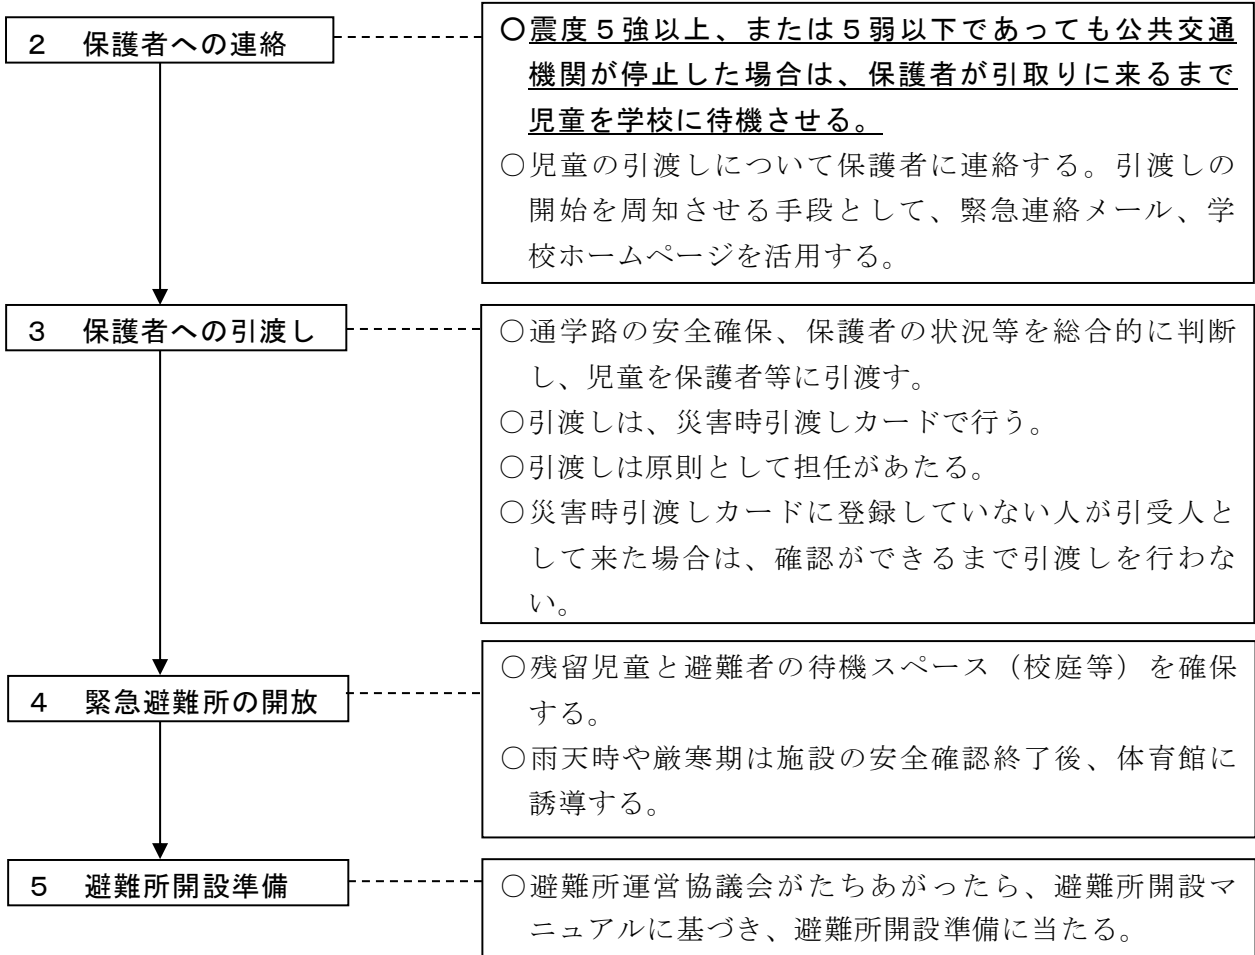 2 保護者への連絡
○震度5強以上、または5弱以下であっても公共交通
機関が停止した場合は、保護者が引取りに来るまで
児童を学校に待機させる。
○児童の引渡しについて保護者に連絡する。引渡しの
開始を周知させる手段として、緊急連絡メール、学
校ホームページを活用する。
3 保護者への引渡し
○通学路の安全確保、保護者の状況等を総合的に判断
し、児童を保護者等に引渡す。
○引渡しは、災害時引渡しカードで行う。
○引渡しは原則として担任があたる。
○災害時引渡しカードに登録していない人が引受人と
して来た場合は、確認ができるまで引渡しを行わな
い。
4 緊急避難所の開放
○残留児童と避難者の待機スペース（校庭等）を確保
する。
○雨天時や厳寒期は施設の安全確認終了後、体育館に
誘導する。
5 避難所開設準備
○避難所運営協議会がたちあがったら、避難所開設マ
ニュアルに基づき、避難所開設準備に当たる。